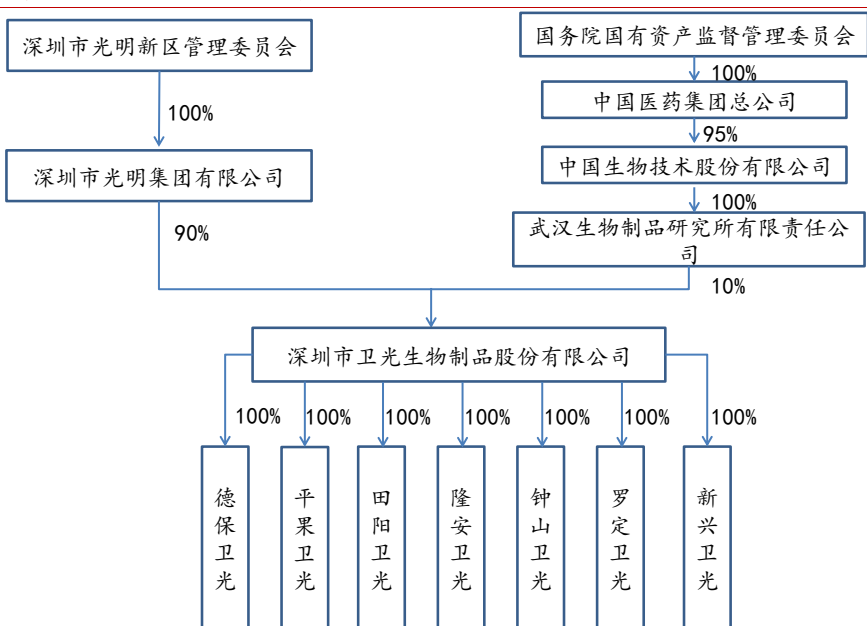 深圳市光明新区管理委员会
国务院国有资产监督管理委员会
100%
中国医药集团总公司
100%
95%
深圳市光明集团有限公司
中国生物技术股份有限公司
100%
90%
武汉生物制品研究所有限责任公
司
10%
深圳市卫光生物制品股份有限公司
100%
100%
100%
100%
100%
100%
100%
德保卫光
平果卫光
田阳卫光
隆安卫光
钟山卫光
罗定卫光
新兴卫光